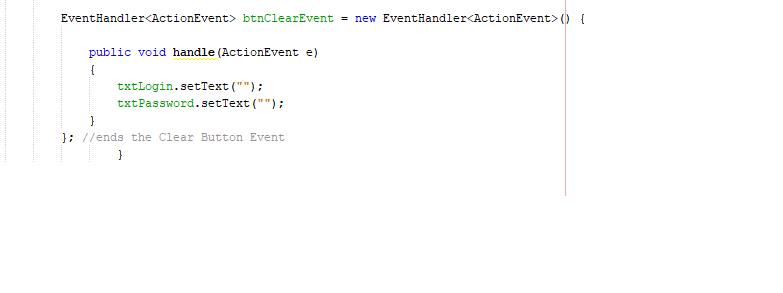 EventHandler<ActionEvent> btnClearEvent = new EventHandler<ActionEvent>() {
public void handle(ActionEvent e)
{
txtLogin.setText("");
txtPassword.setText("");
}
}; //ends the Clear Button Event
}